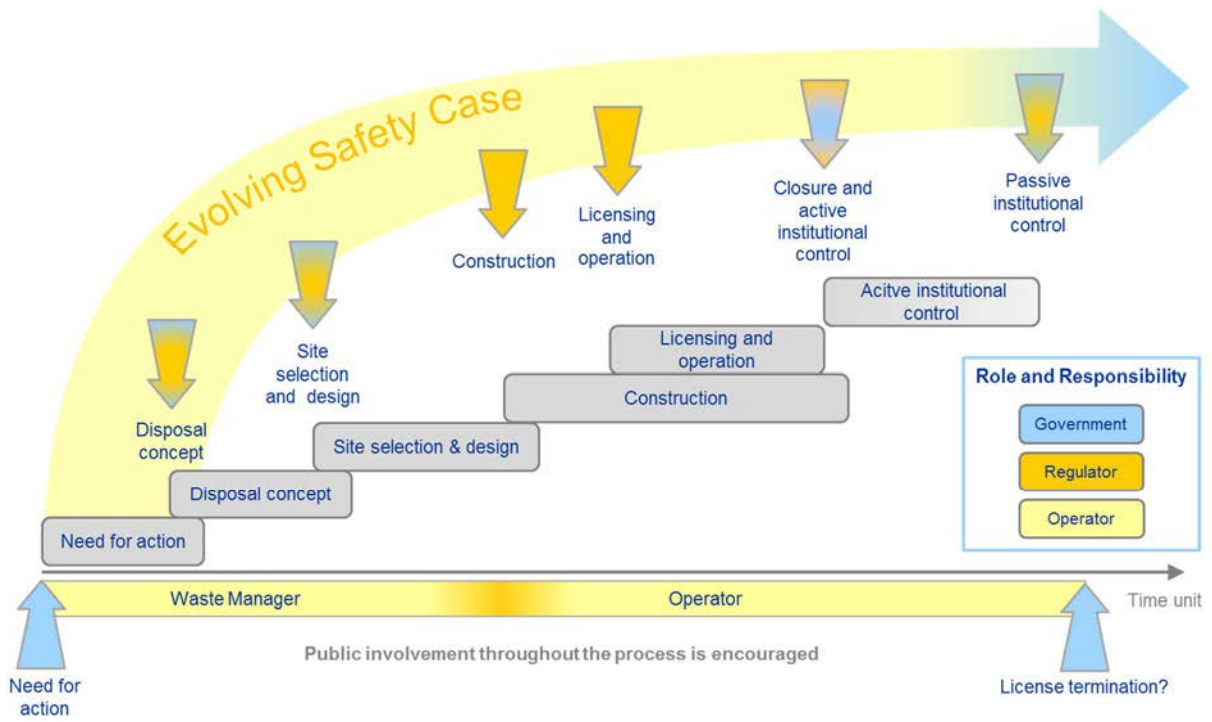 Evolving Safety Case
Disposal
concept
Site
selection
and design
Construction
Licensing
and
operation
Closure and
active
institutional
control
Passive
institutional
control
Need for action
Disposal concept
Site selection & design
Construction
Licensing and
operation
Acitve institutional
control
Role and Responsibility
Government
Regulator
Operator
Waste Manager
Operator
Time unit
Public involvement throughout the process is encouraged
Need for
action
License termination?